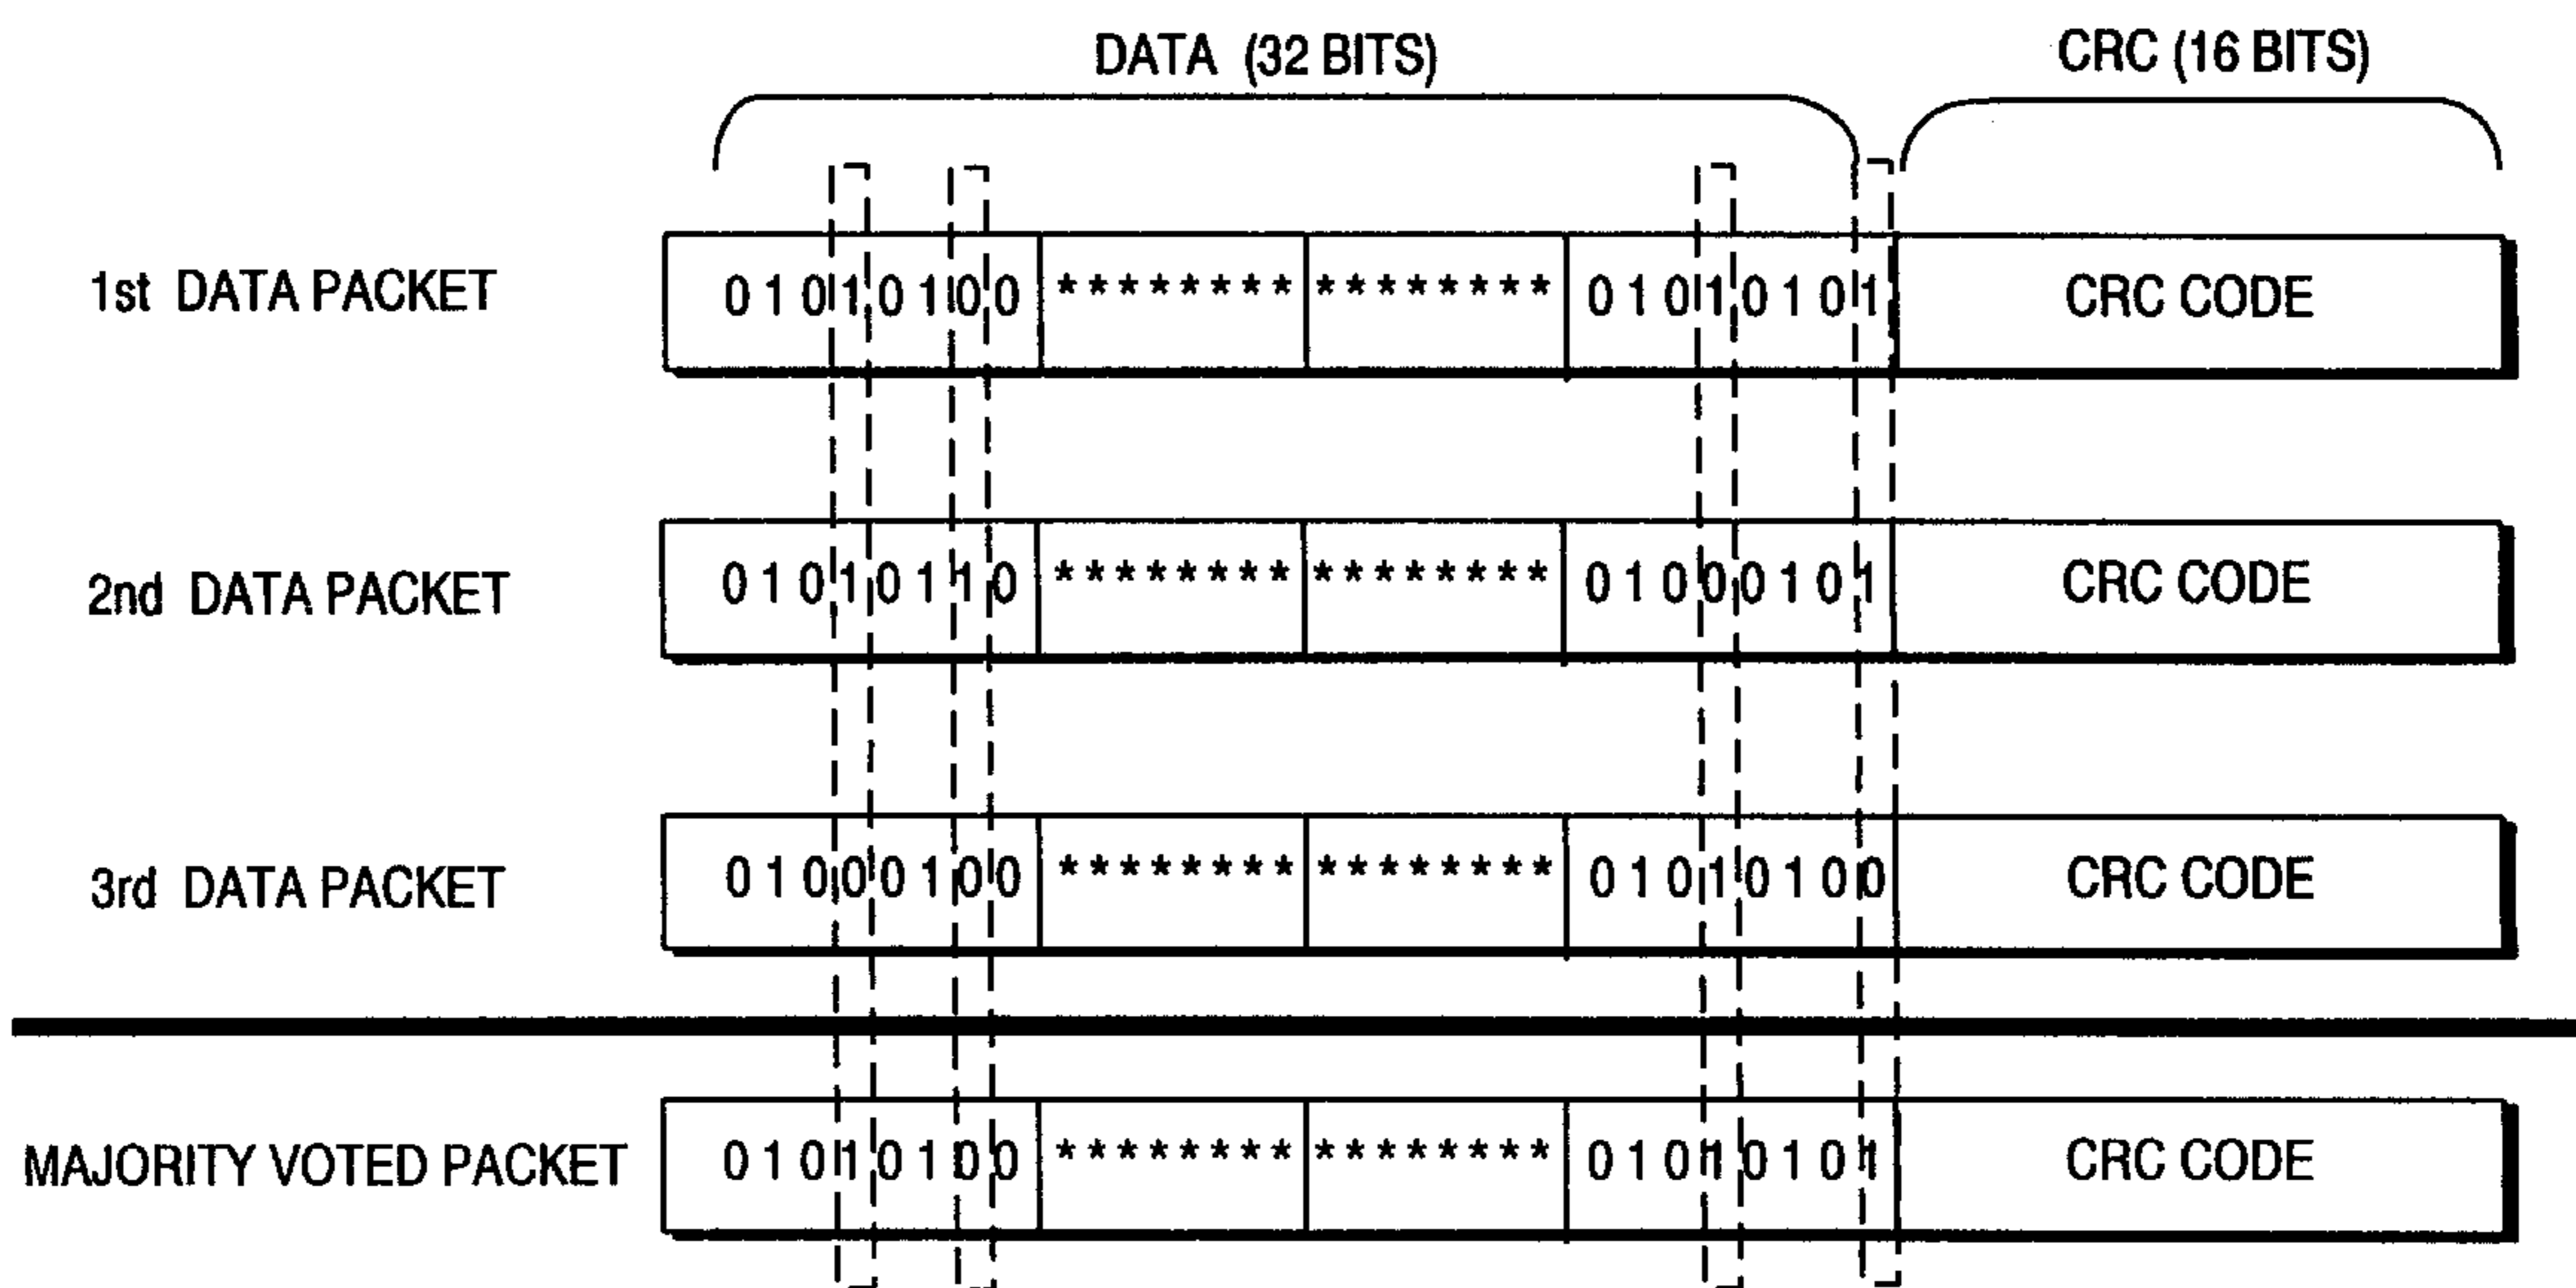 DATA (32 BITS) CRC (16 BITS)
1st DATA PACKET 0 1 0 1 0 1 0 0 * * * * * * * * * * * * * * * * 0 1 0 1 0 1 0 1 CRC CODE
2nd DATA PACKET 0 1 0 1 0 1 1 0 * * * * * * * * * * * * * * * * 0 1 0 0 0 1 0 1 CRC CODE
3rd DATA PACKET 0 1 0 0 0 1 0 0 * * * * * * * * * * * * * * * * 0 1 0 1 0 1 0 0 CRC CODE
MAJORITY VOTED PACKET 0 1 0 1 0 1 0 0 * * * * * * * * * * * * * * * * 0 1 0 1 0 1 0 1 CRC CODE